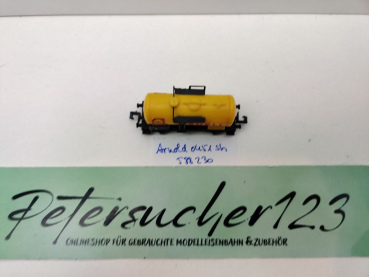 Arnold 0451 Sh
588 230
Petersucher123
ONLINESHOP FÜR GEBRAUCHTE MODELLEISENBAHN & ZUBEHÖR